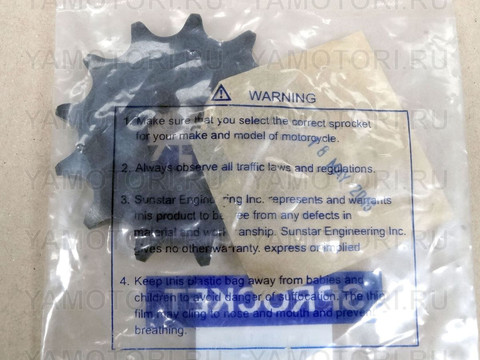 YAMOTORI.RU YAMOTORI.RU
⚠ WARNING
1. Make sure that you select the correct sprocket
for your make and model of motorcycle.
2. Always observe all traffic laws and regulations.
3. Sunstar Engineering Inc. represents and warrants
this product to be free from any defects in
material and workmanship. Sunstar Engineering Inc.
gives no other warranty. express or implied
4. Keep this plastic bag away from babies and
children to avoid danger of suffocation. The thin
film may cling to nose and mouth and prevent
breathing.